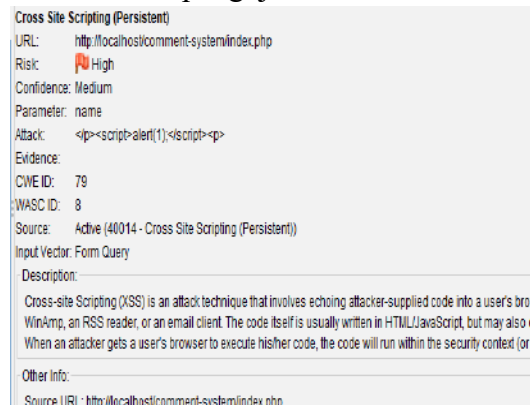 Cross Site Scripting (Persistent)
URL: http://localhost/comment-system/index.php
Risk: High
Confidence: Medium
Parameter: name
Attack: </p><script>alert(1);</script><p>
Evidence:
CWE ID: 79
WASC ID: 8
Source: Active (40014 - Cross Site Scripting (Persistent))
Input Vector: Form Query
Description:
Cross-site Scripting (XSS) is an attack technique that involves echoing attacker-supplied code into a user's bro
WinAmp, an RSS reader, or an email client. The code itself is usually written in HTML/JavaScript, but may also
When an attacker gets a user's browser to execute his/her code, the code will run within the security context (or
Other Info:
Source URL: http://localhost/comment-system/index.php